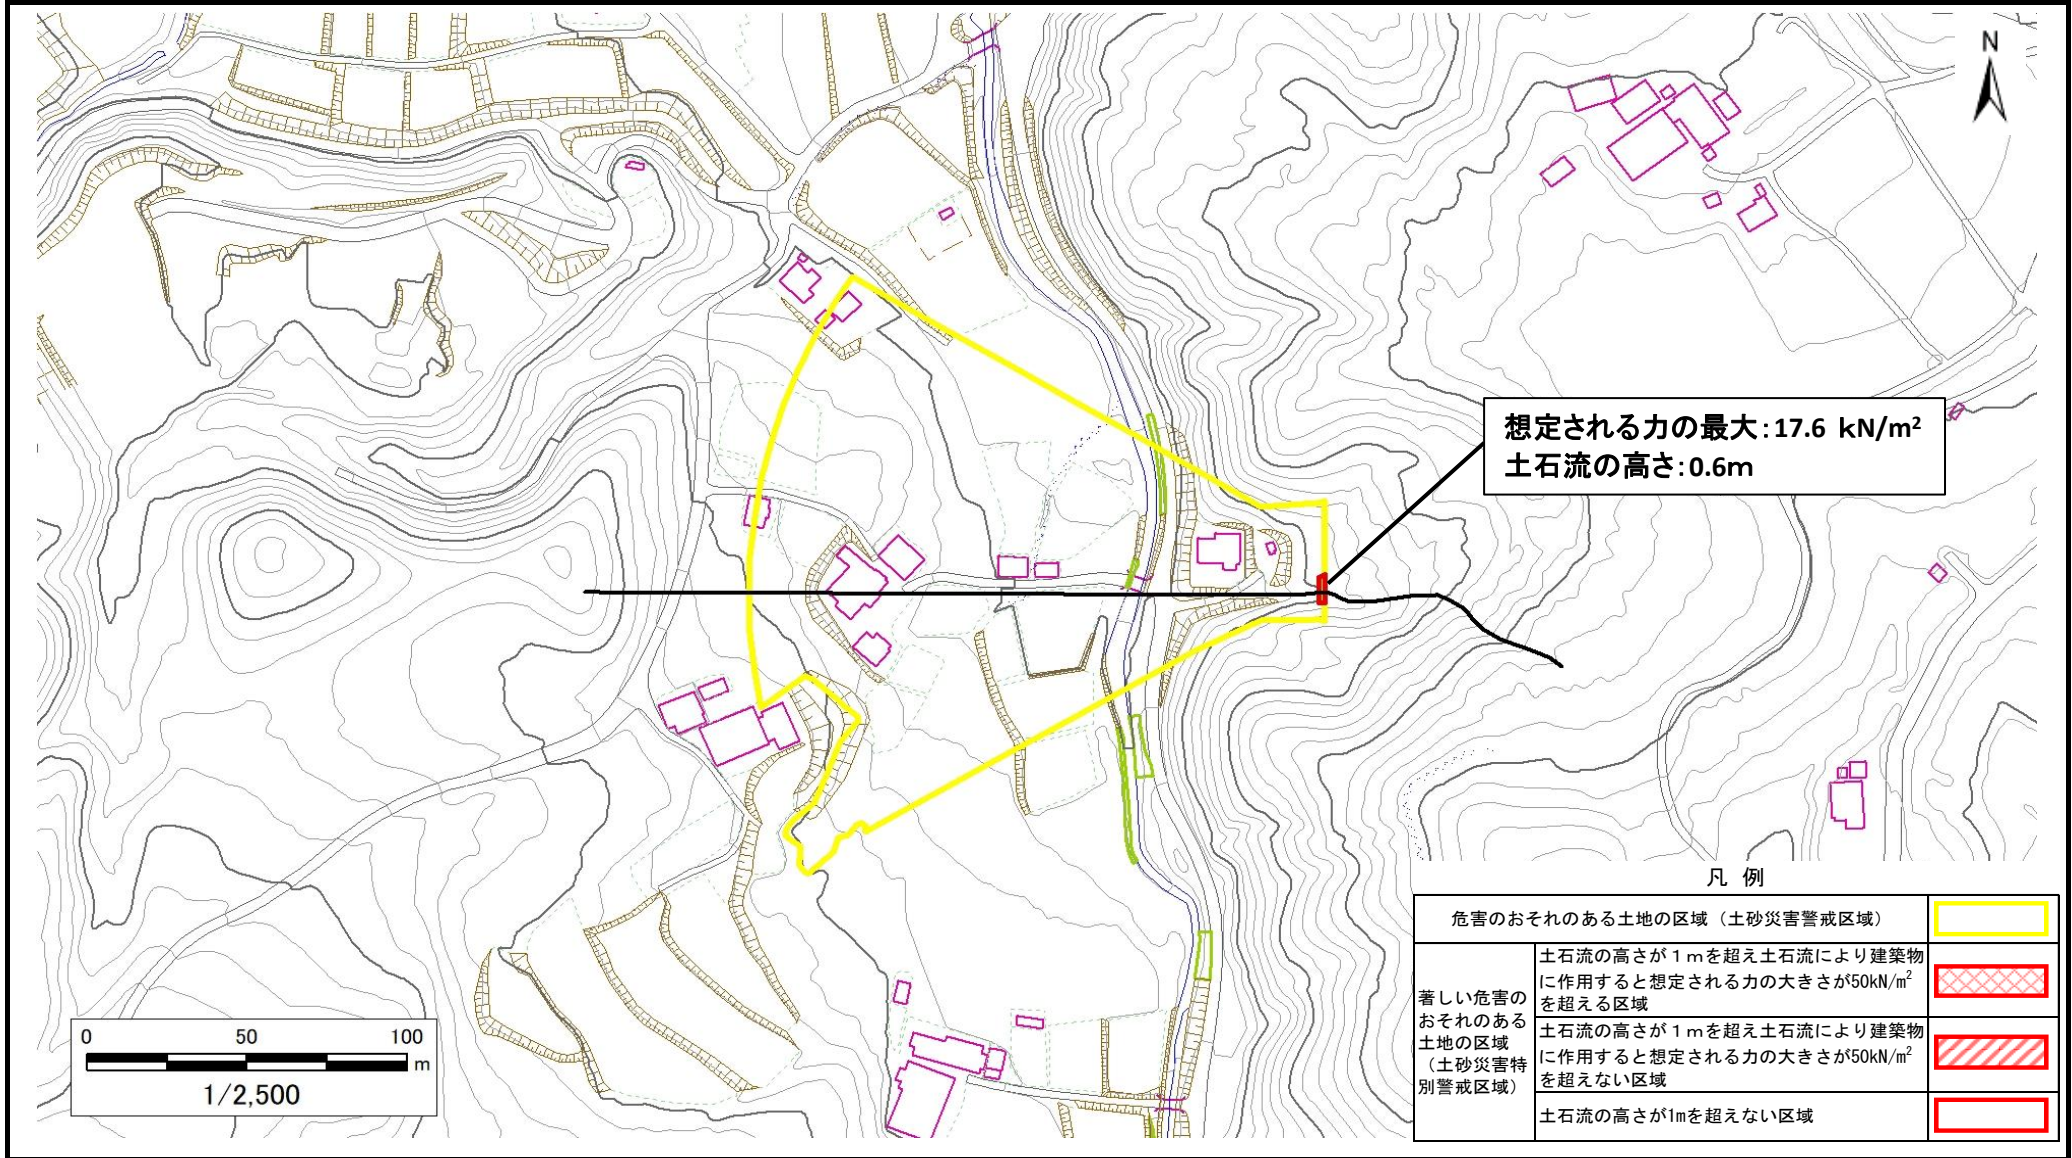 N
想定される力の最大:17.6 kN/m²
土石流の高さ:0.6m
凡 例
危害のおそれのある土地の区域（土砂災害警戒区域）
著しい危害の
おそれのある
土地の区域
（土砂災害特
別警戒区域）
土石流の高さが１ｍを超え土石流により建築物
に作用すると想定される力の大きさが50kN/m²
を超える区域
土石流の高さが１ｍを超え土石流により建築物
に作用すると想定される力の大きさが50kN/m²
を超えない区域
土石流の高さが1mを超えない区域
0 50 100
m
1/2,500